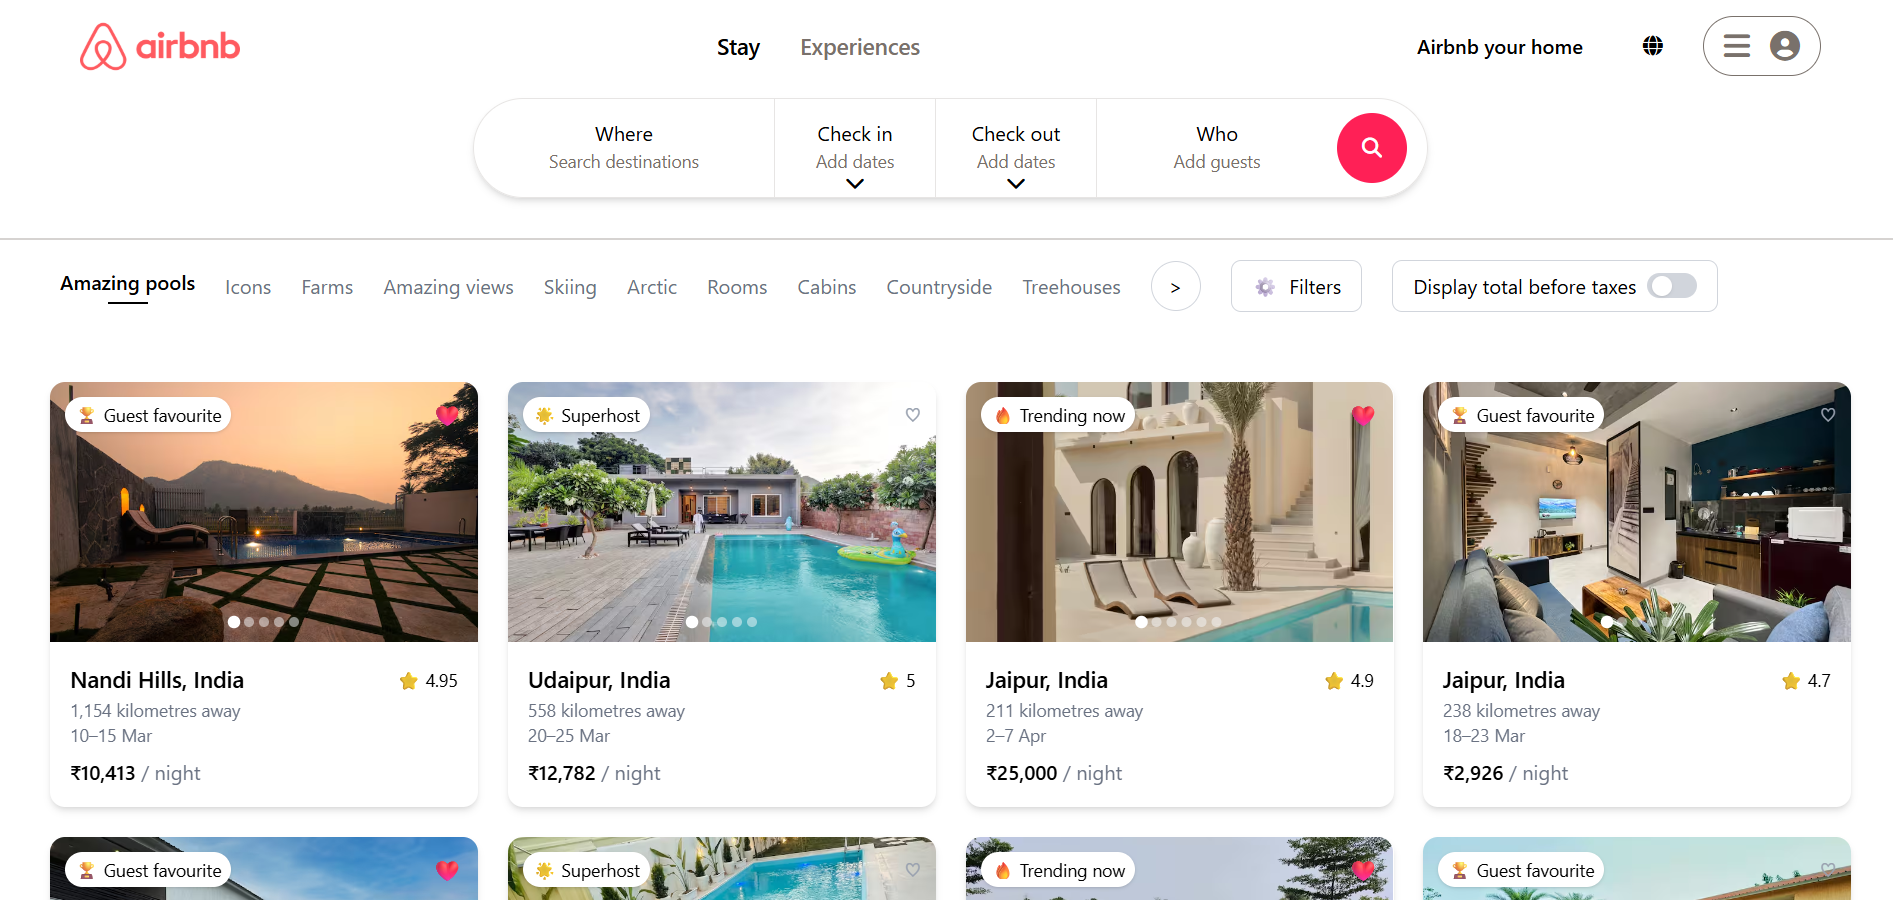 airbnb
Stay
Experiences
Airbnb your home
Where
Search destinations
Check in
Add dates
Check out
Add dates
Who
Add guests
Amazing pools
Icons
Farms
Amazing views
Skiing
Arctic
Rooms
Cabins
Countryside
Treehouses
>
Filters
Display total before taxes
Guest favourite
Superhost
Trending now
Guest favourite
Nandi Hills, India
4.95
1,154 kilometres away
10–15 Mar
₹10,413 / night
Udaipur, India
5
558 kilometres away
20–25 Mar
₹12,782 / night
Jaipur, India
4.9
211 kilometres away
2–7 Apr
₹25,000 / night
Jaipur, India
4.7
238 kilometres away
18–23 Mar
₹2,926 / night
Guest favourite
Superhost
Trending now
Guest favourite